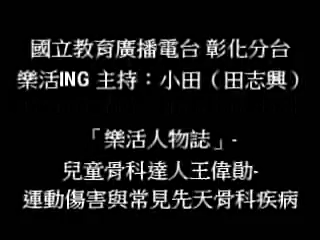 國立教育廣播電台 彰化分台
樂活ING 主持：小田（田志興）
「樂活人物誌」-
兒童骨科達人王偉勛-
運動傷害與常見先天骨科疾病